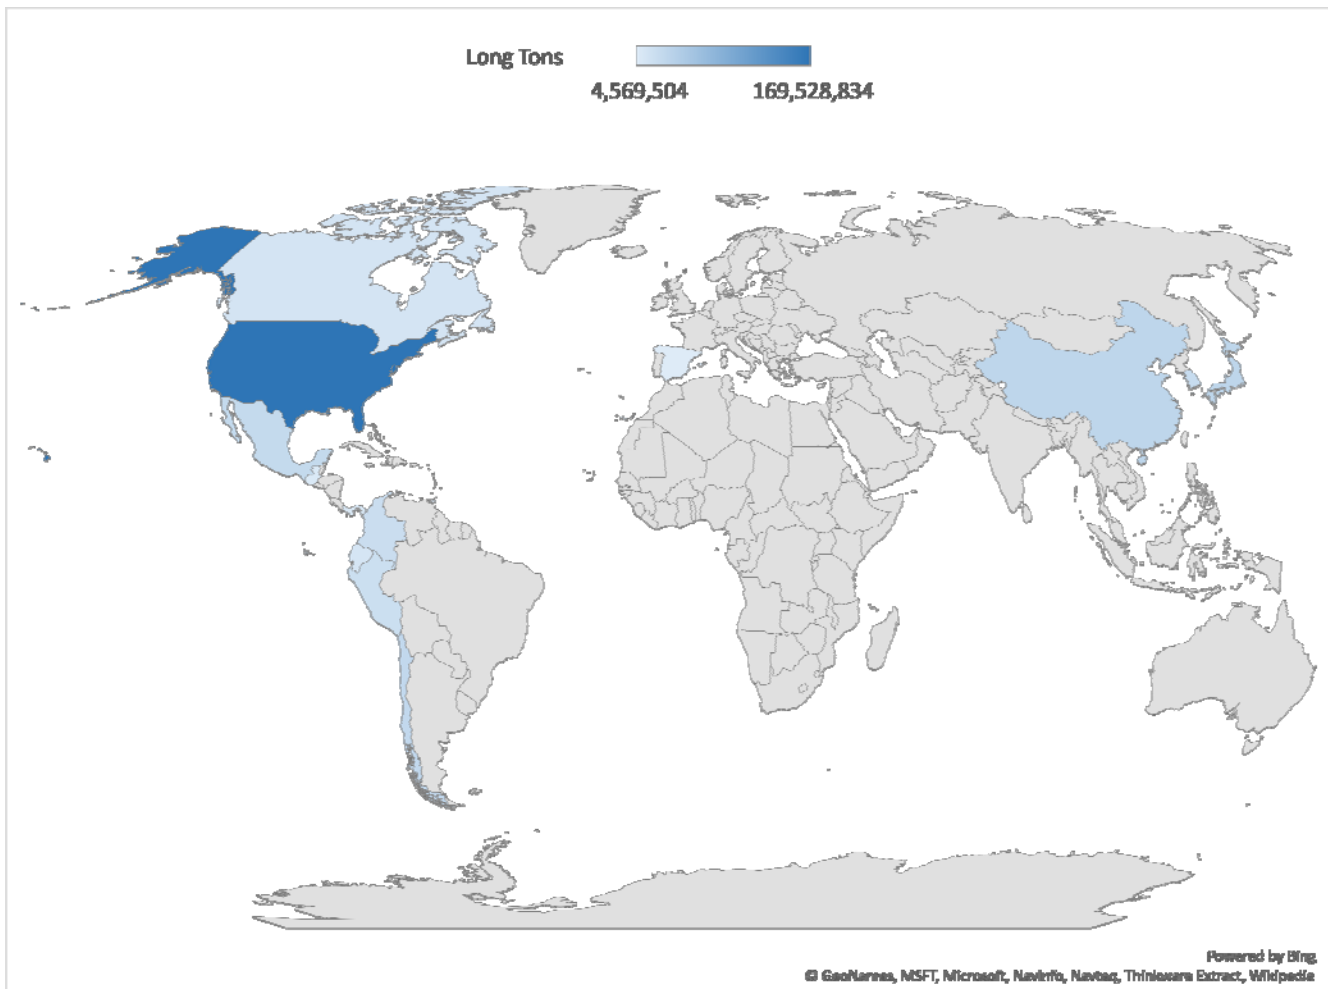 Long Tons
4,569,504 169,528,834
Powered by Bing
© GeoNames, MSFT, Microsoft, NavInfo, Navteq, Thinkware Extract, Wikipedia